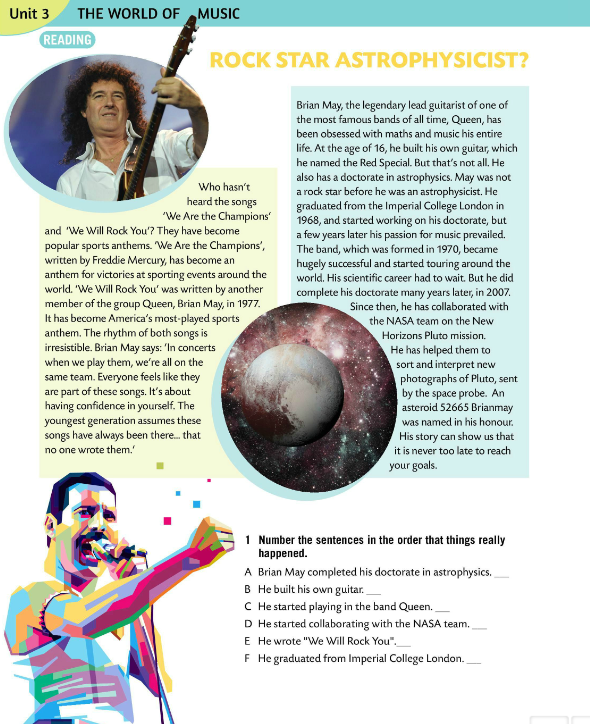 Unit 3 THE WORLD OF MUSIC
READING
ROCK STAR ASTROPHYSICIST?
Who hasn't
heard the songs
'We Are the Champions'
and 'We Will Rock You'? They have become
popular sports anthems. 'We Are the Champions',
written by Freddie Mercury, has become an
anthem for victories at sporting events around the
world. 'We Will Rock You' was written by another
member of the group Queen, Brian May, in 1977.
It has become America's most-played sports
anthem. The rhythm of both songs is
irresistible. Brian May says: 'In concerts
when we play them, we're all on the
same team. Everyone feels like they
are part of these songs. It's about
having confidence in yourself. The
youngest generation assumes these
songs have always been there... that
no one wrote them.'
Brian May, the legendary lead guitarist of one of
the most famous bands of all time, Queen, has
been obsessed with maths and music his entire
life. At the age of 16, he built his own guitar, which
he named the Red Special. But that's not all. He
also has a doctorate in astrophysics. May was not
a rock star before he was an astrophysicist. He
graduated from the Imperial College London in
1968, and started working on his doctorate, but
a few years later his passion for music prevailed.
The band, which was formed in 1970, became
hugely successful and started touring around the
world. His scientific career had to wait. But he did
complete his doctorate many years later, in 2007.
Since then, he has collaborated with
the NASA team on the New
Horizons Pluto mission.
He has helped them to
sort and interpret new
photographs of Pluto, sent
by the space probe. An
asteroid 52665 Brianmay
was named in his honour.
His story can show us that
it is never too late to reach
your goals.
1 Number the sentences in the order that things really
happened.
A Brian May completed his doctorate in astrophysics. ___
B He built his own guitar. ___
C He started playing in the band Queen. ___
D He started collaborating with the NASA team. ___
E He wrote "We Will Rock You".___
F He graduated from Imperial College London. ___